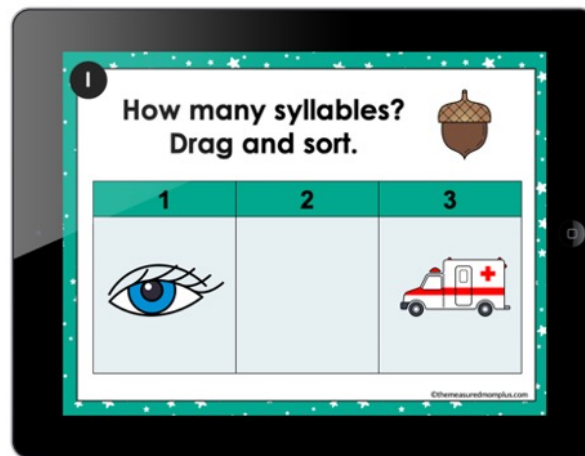 1
How many syllables?
Drag and sort.
1 2 3
©themeasuredmomplus.com